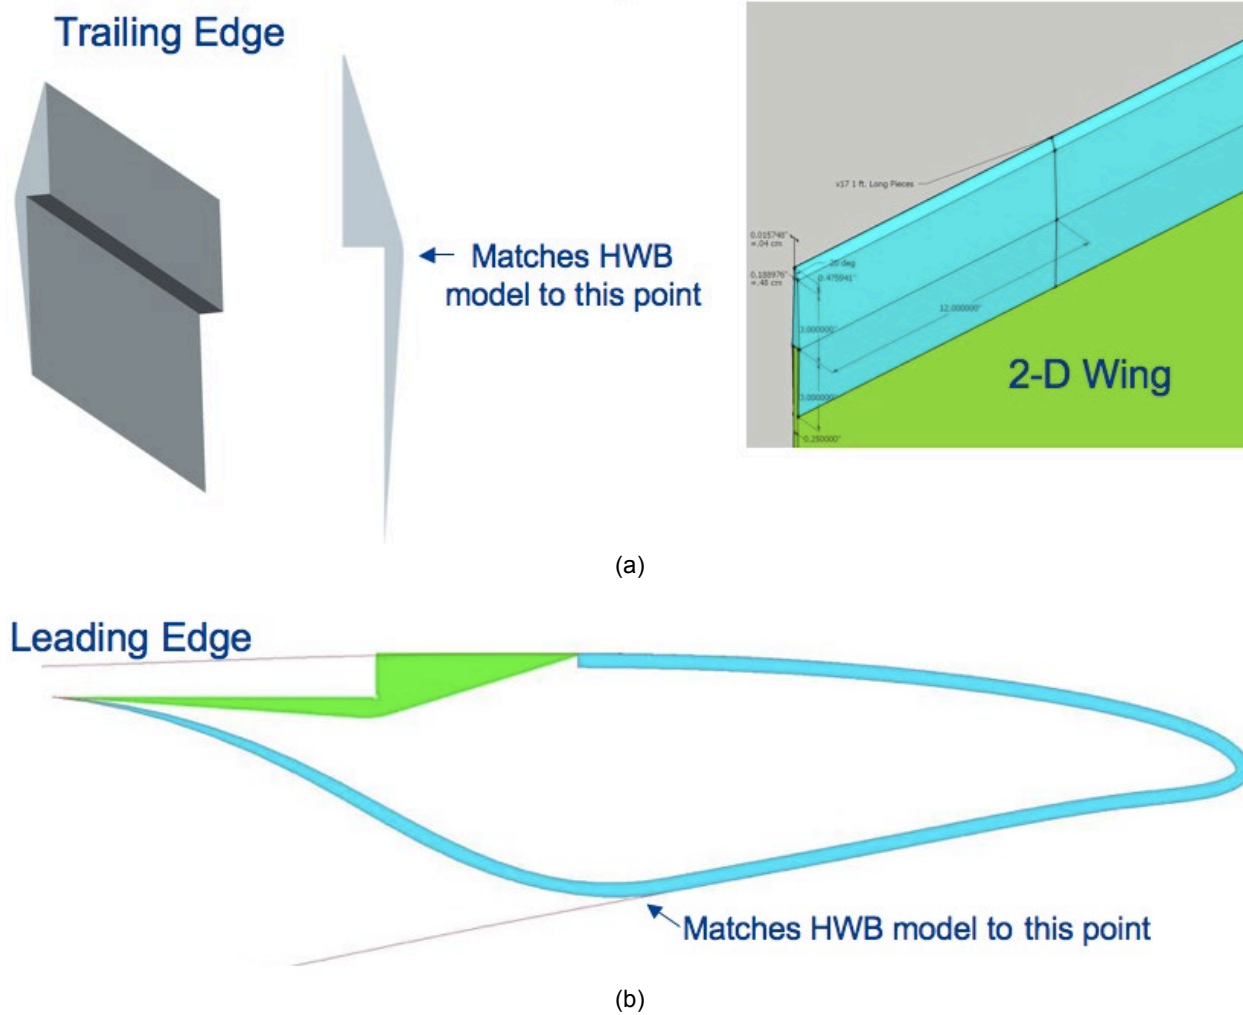 Trailing Edge
Matches HWB
model to this point
x17 1 ft. Long Pieces
0.015748"
=.04 cm
20 deg
0.188976"
=.48 cm
0.475941"
12.000000"
3.000000"
2-D Wing
3.000000"
0.250000"
(a)
Leading Edge
Matches HWB model to this point
(b)